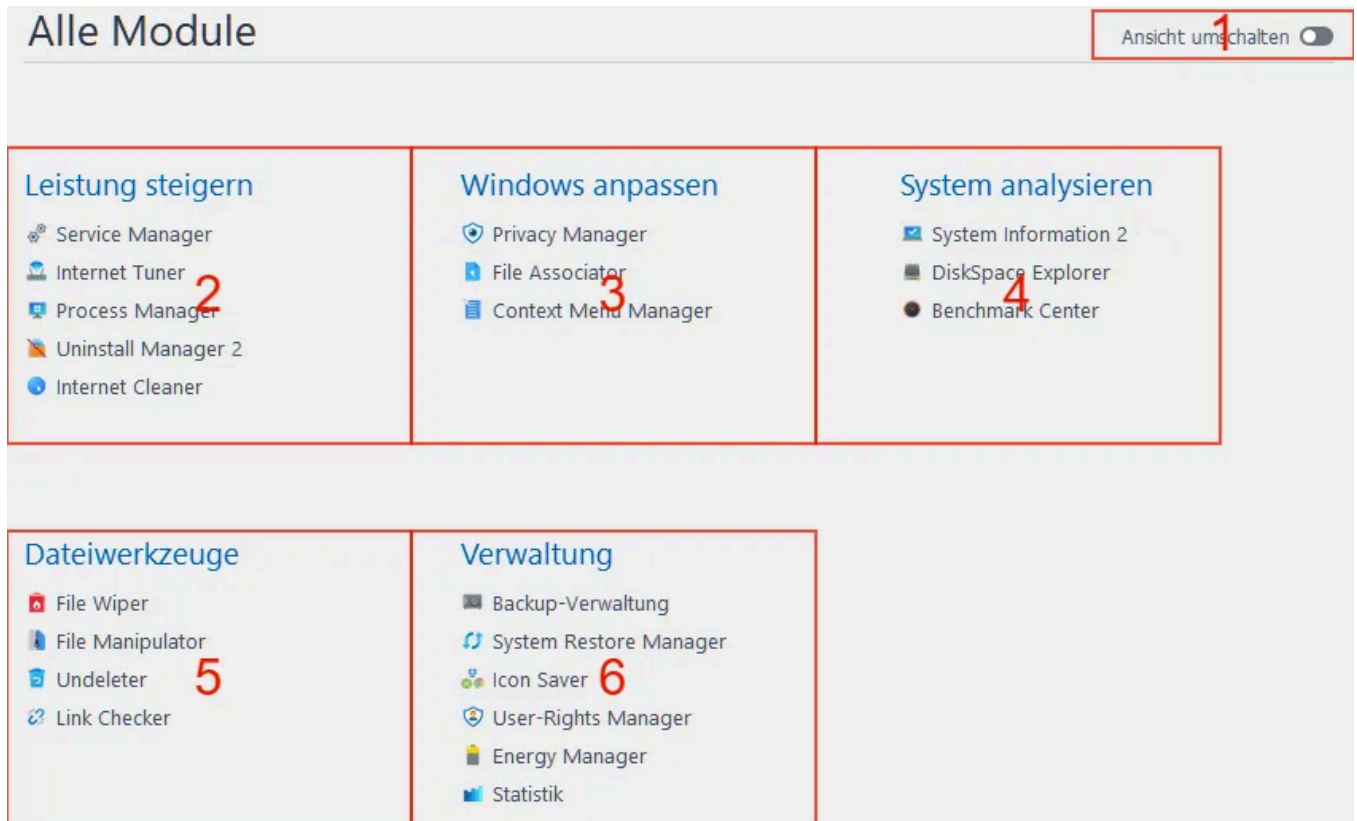 Alle Module
Ansicht umschalten
1
Leistung steigern
Service Manager
Internet Tuner
Process Manager
Uninstall Manager 2
Internet Cleaner
2
Windows anpassen
Privacy Manager
File Associator
Context Menu Manager
3
System analysieren
System Information 2
DiskSpace Explorer
Benchmark Center
4
Dateiwerkzeuge
File Wiper
File Manipulator
Undeleter
Link Checker
5
Verwaltung
Backup-Verwaltung
System Restore Manager
Icon Saver
User-Rights Manager
Energy Manager
Statistik
6